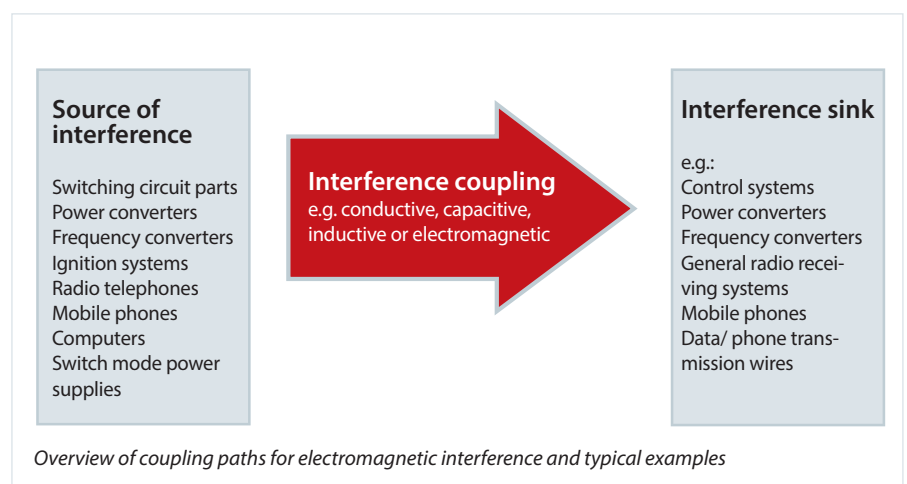 Source of
interference
Switching circuit parts
Power converters
Frequency converters
Ignition systems
Radio telephones
Mobile phones
Computers
Switch mode power
supplies
Interference coupling
e.g. conductive, capacitive,
inductive or electromagnetic
Interference sink
e.g.:
Control systems
Power converters
Frequency converters
General radio recei-
ving systems
Mobile phones
Data/ phone trans-
mission wires
Overview of coupling paths for electromagnetic interference and typical examples